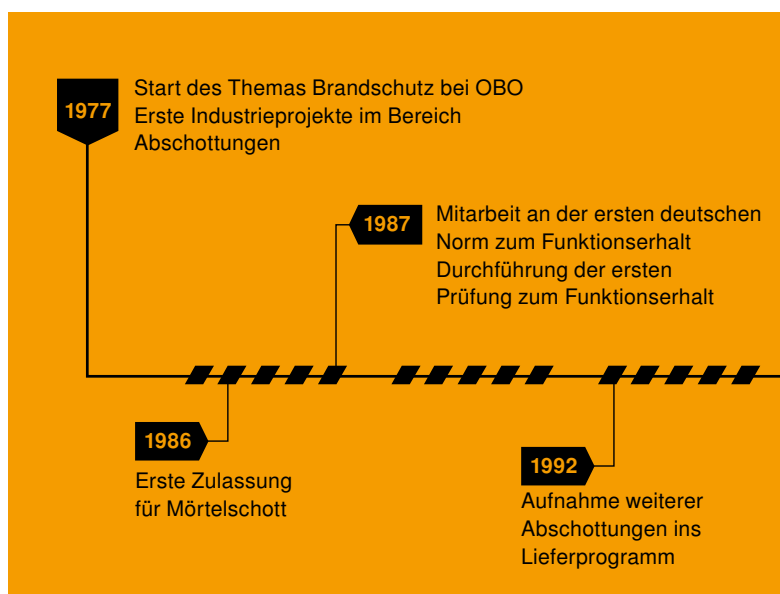 1977
Start des Themas Brandschutz bei OBO
Erste Industrieprojekte im Bereich
Abschottungen
1987
Mitarbeit an der ersten deutschen
Norm zum Funktionserhalt
Durchführung der ersten
Prüfung zum Funktionserhalt
1986
Erste Zulassung
für Mörtelschott
1992
Aufnahme weiterer
Abschottungen ins
Lieferprogramm